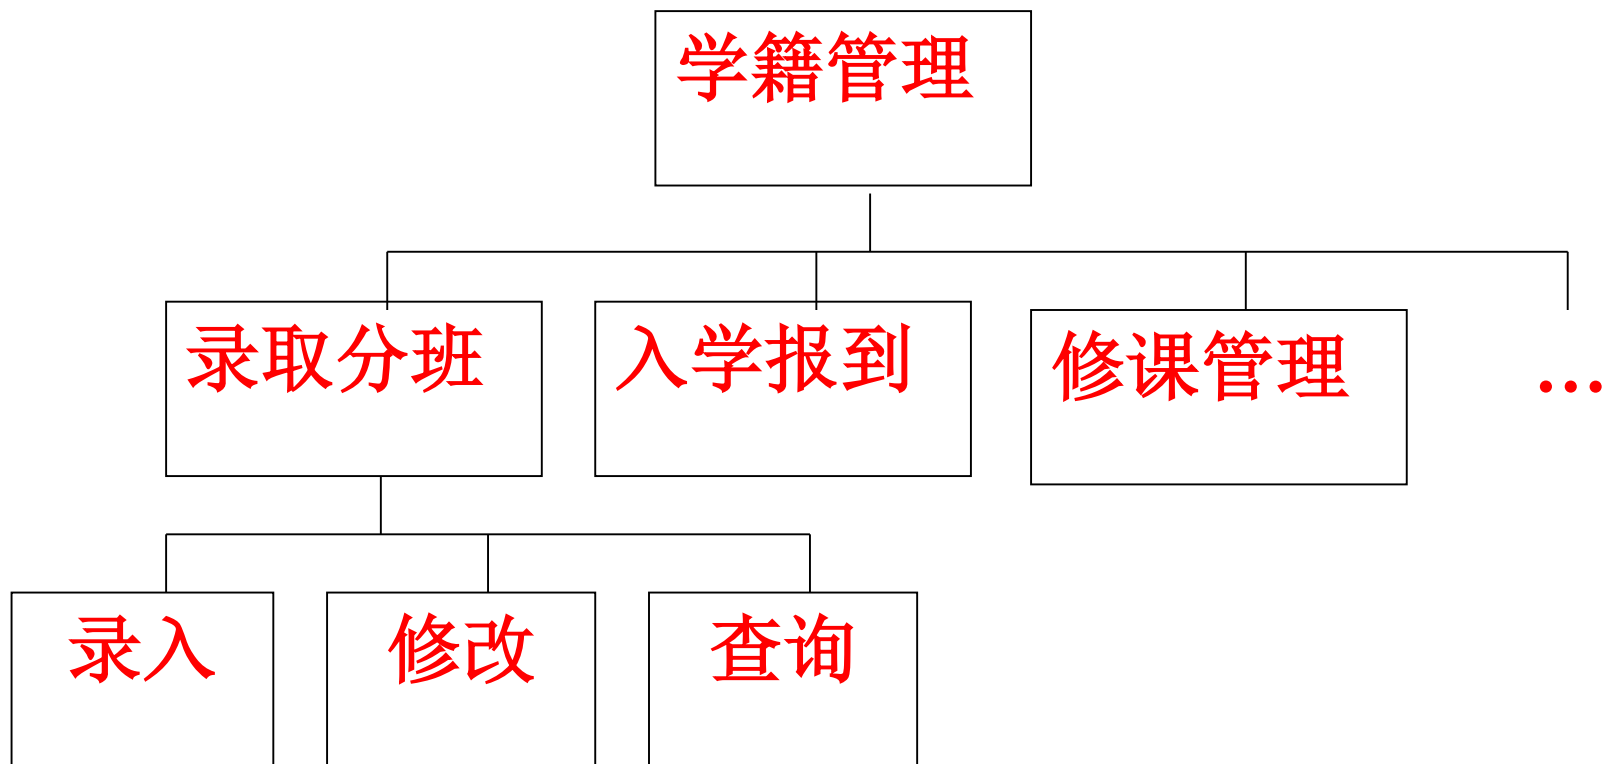 学籍管理
录取分班
入学报到
修课管理
...
录入
修改
查询